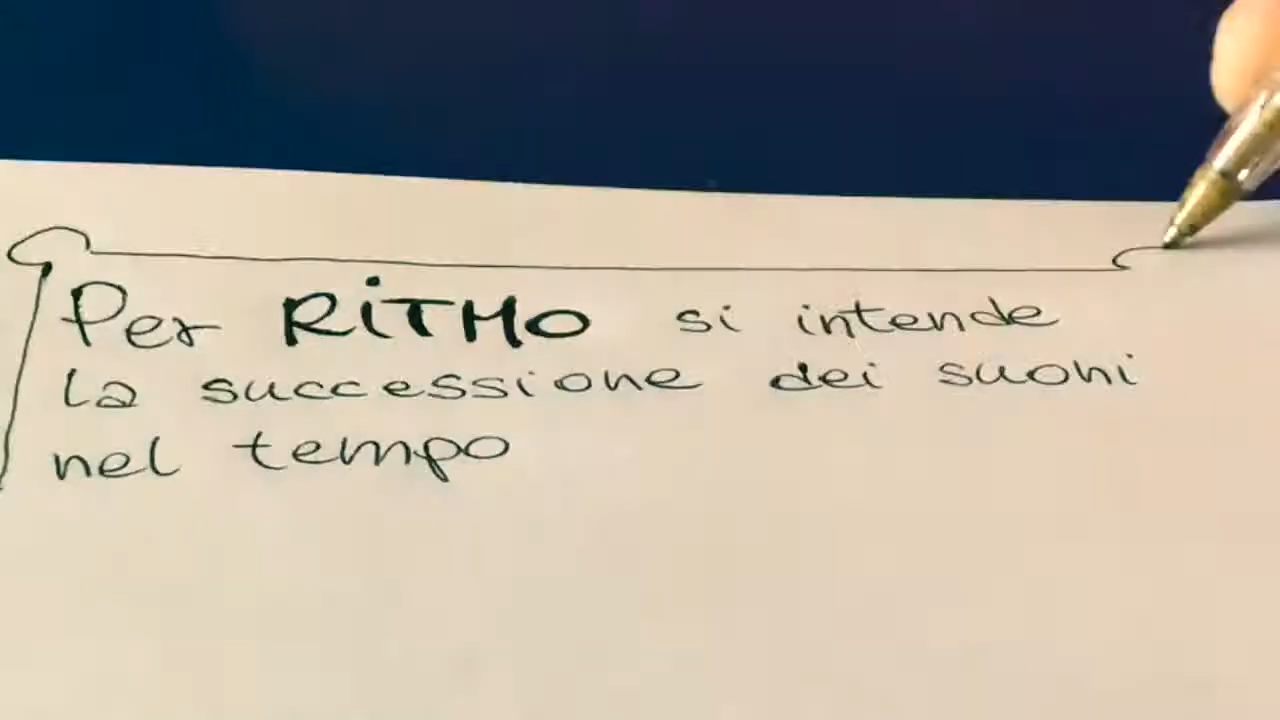 Per RiTMO si intende
la successione dei suoni
nel tempo